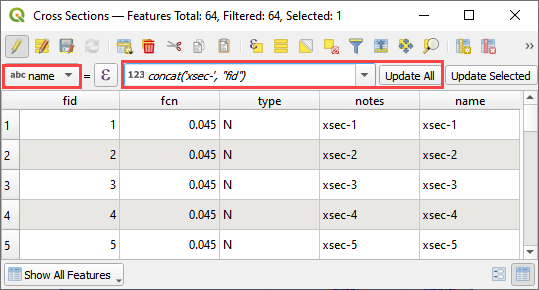 Cross Sections — Features Total: 64, Filtered: 64, Selected: 1
abc name = ε 123 concat('xsec-', "fid") Update All Update Selected
fid fcn type notes name
1 1 0.045 N xsec-1 xsec-1
2 2 0.045 N xsec-2 xsec-2
3 3 0.045 N xsec-3 xsec-3
4 4 0.045 N xsec-4 xsec-4
5 5 0.045 N xsec-5 xsec-5
Show All Features